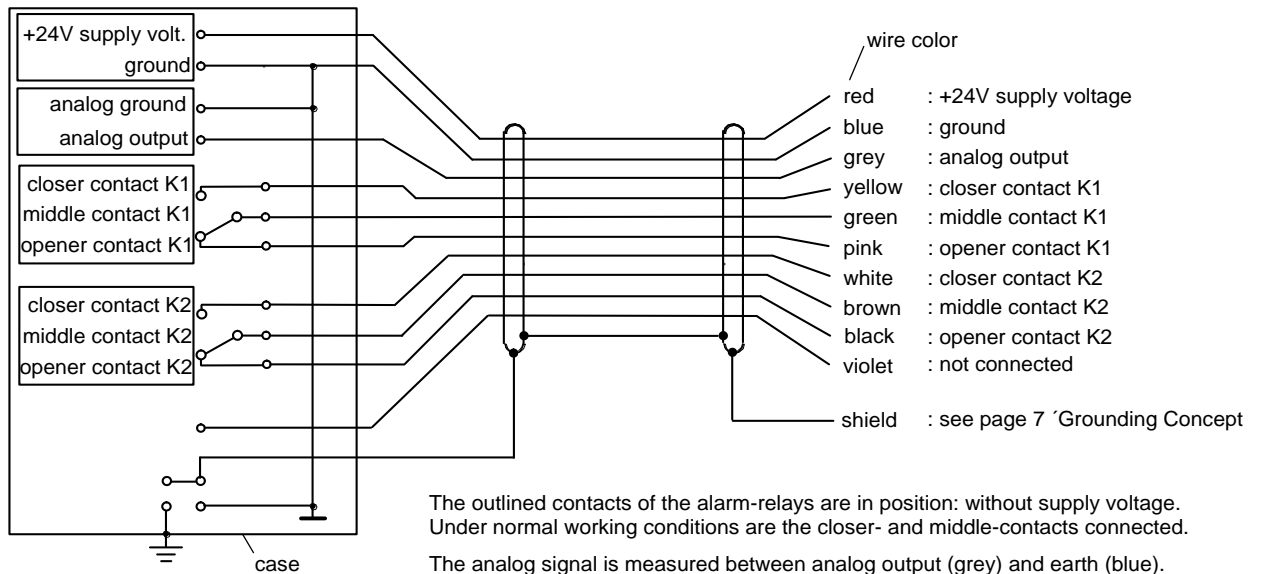 +24V supply volt.
ground
analog ground
analog output
closer contact K1
middle contact K1
opener contact K1
closer contact K2
middle contact K2
opener contact K2
case
wire color
red : +24V supply voltage
blue : ground
grey : analog output
yellow : closer contact K1
green : middle contact K1
pink : opener contact K1
white : closer contact K2
brown : middle contact K2
black : opener contact K2
violet : not connected
shield : see page 7 ´Grounding Concept
The outlined contacts of the alarm-relays are in position: without supply voltage.
Under normal working conditions are the closer- and middle-contacts connected.
The analog signal is measured between analog output (grey) and earth (blue).